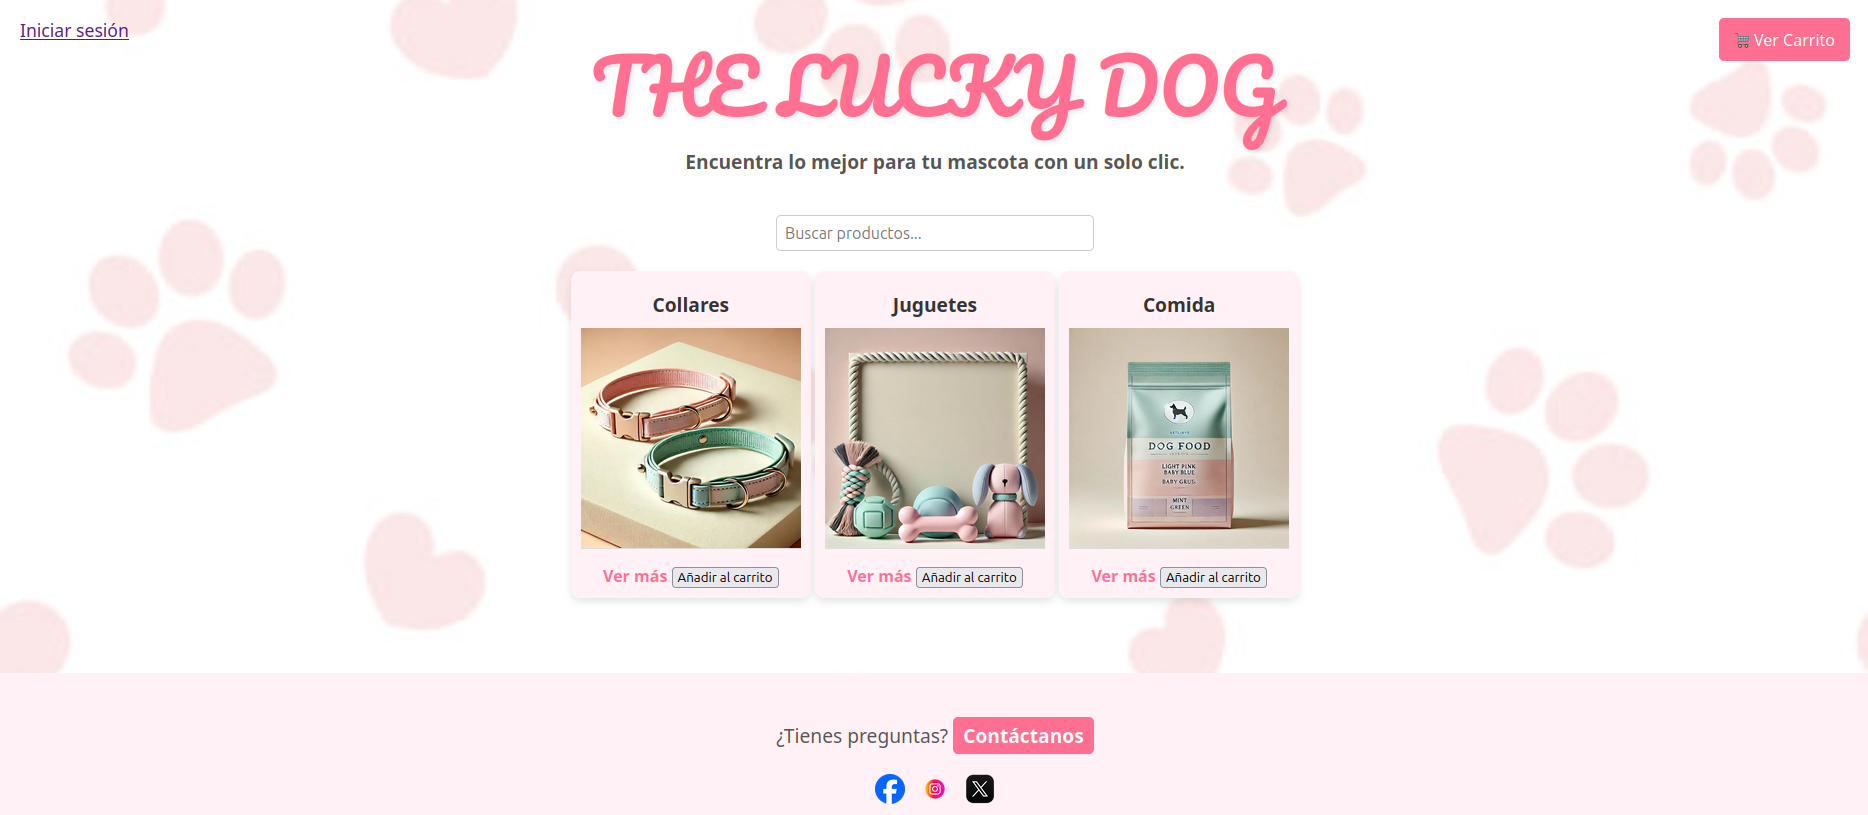 Iniciar sesión
Ver Carrito
THE LUCKY DOG
Encuentra lo mejor para tu mascota con un solo clic.
Buscar productos...
Collares
Juguetes
Comida
DOG FOOD
LIGHT PINK
BABY BLUE
BABY GRUS
MINT
GREEN
Ver más Añadir al carrito
Ver más Añadir al carrito
Ver más Añadir al carrito
¿Tienes preguntas? Contáctanos